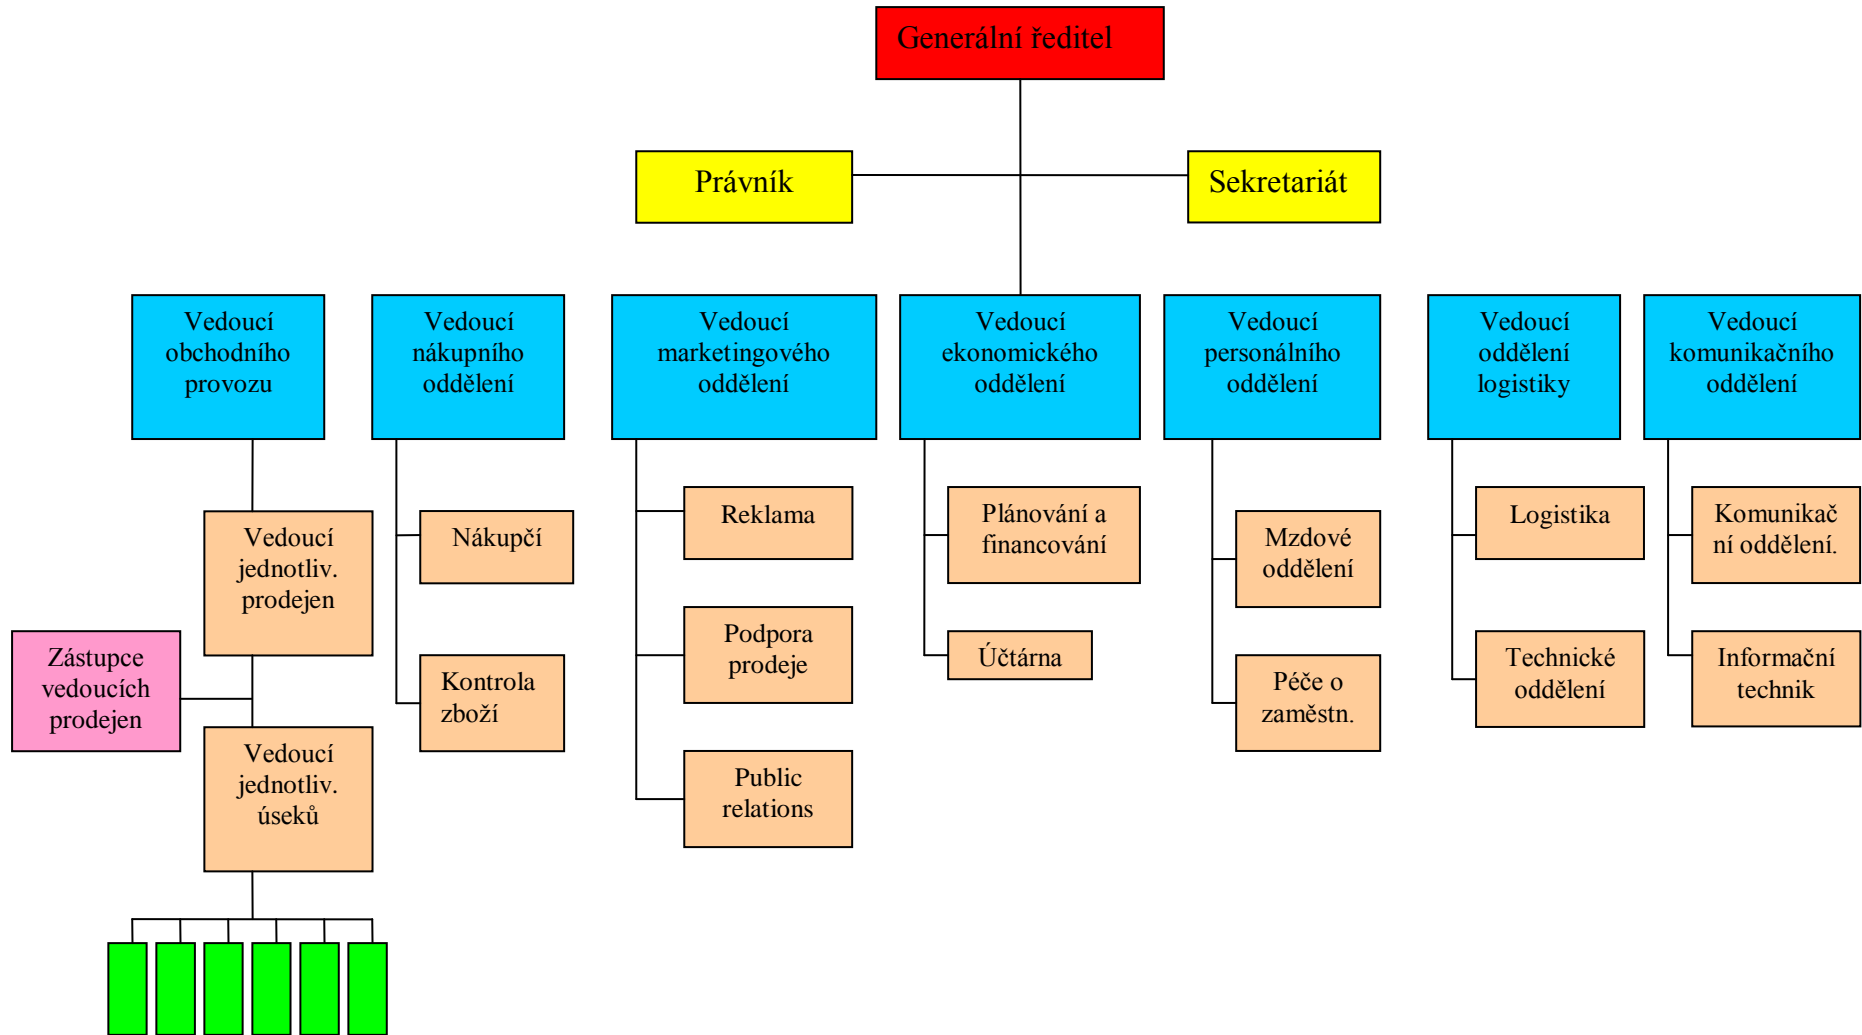 Generální ředitel
Právník
Sekretariát
Vedoucí
obchodního
provozu
Vedoucí
nákupního
oddělení
Vedoucí
marketingového
oddělení
Vedoucí
ekonomického
oddělení
Vedoucí
personálního
oddělení
Vedoucí
oddělení
logistiky
Vedoucí
komunikačního
oddělení
Vedoucí
jednotliv.
prodejen
Zástupce
vedoucích
prodejen
Vedoucí
jednotliv.
úseků
Nákupčí
Kontrola
zboží
Reklama
Podpora
prodeje
Public
relations
Plánování a
financování
Účtárna
Mzdové
oddělení
Péče o
zaměstn.
Logistika
Technické
oddělení
Komunikač
ní oddělení.
Informační
technik